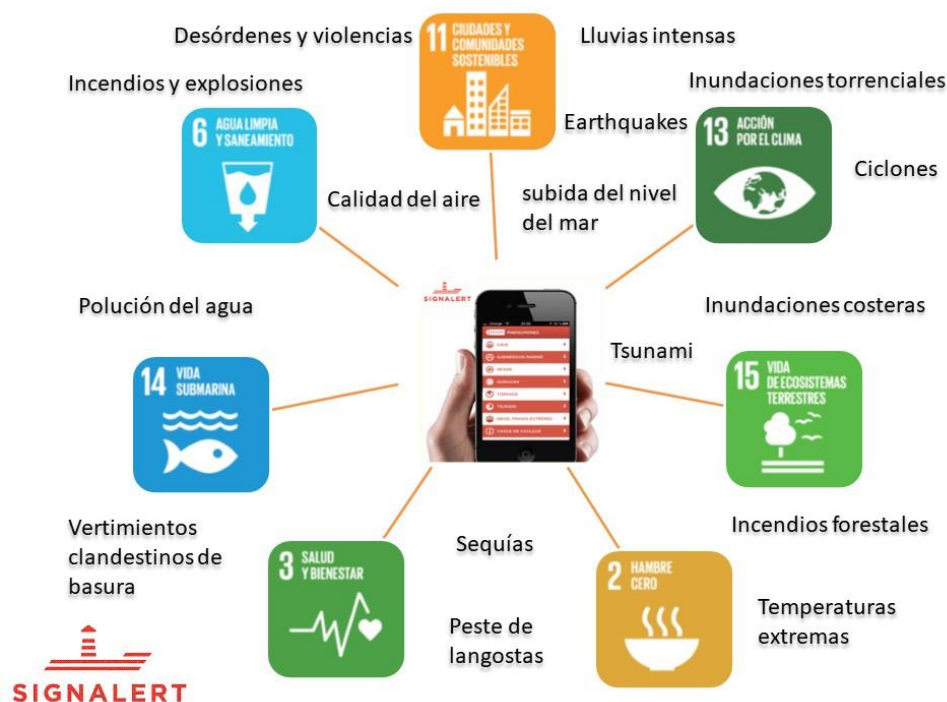 Desórdenes y violencias
11 CIUDADES Y
COMUNIDADES
SOSTENIBLES
Lluvias intensas
Incendios y explosiones
Inundaciones torrenciales
6 AGUA LIMPIA
Y SANEAMIENTO
Earthquakes
13 ACCIÓN
POR EL CLIMA
Ciclones
Calidad del aire
subida del nivel
del mar
SIGNALERT
Polución del agua
Inundaciones costeras
Tsunami
14 VIDA
SUBMARINA
15 VIDA
DE ECOSISTEMAS
TERRESTRES
TORNADE
TSUNAMI
Vertimientos
clandestinos de
basura
Incendios forestales
3 SALUD
Y BIENESTAR
Sequías
2 HAMBRE
CERO
Peste de
langostas
Temperaturas
extremas
SIGNALERT